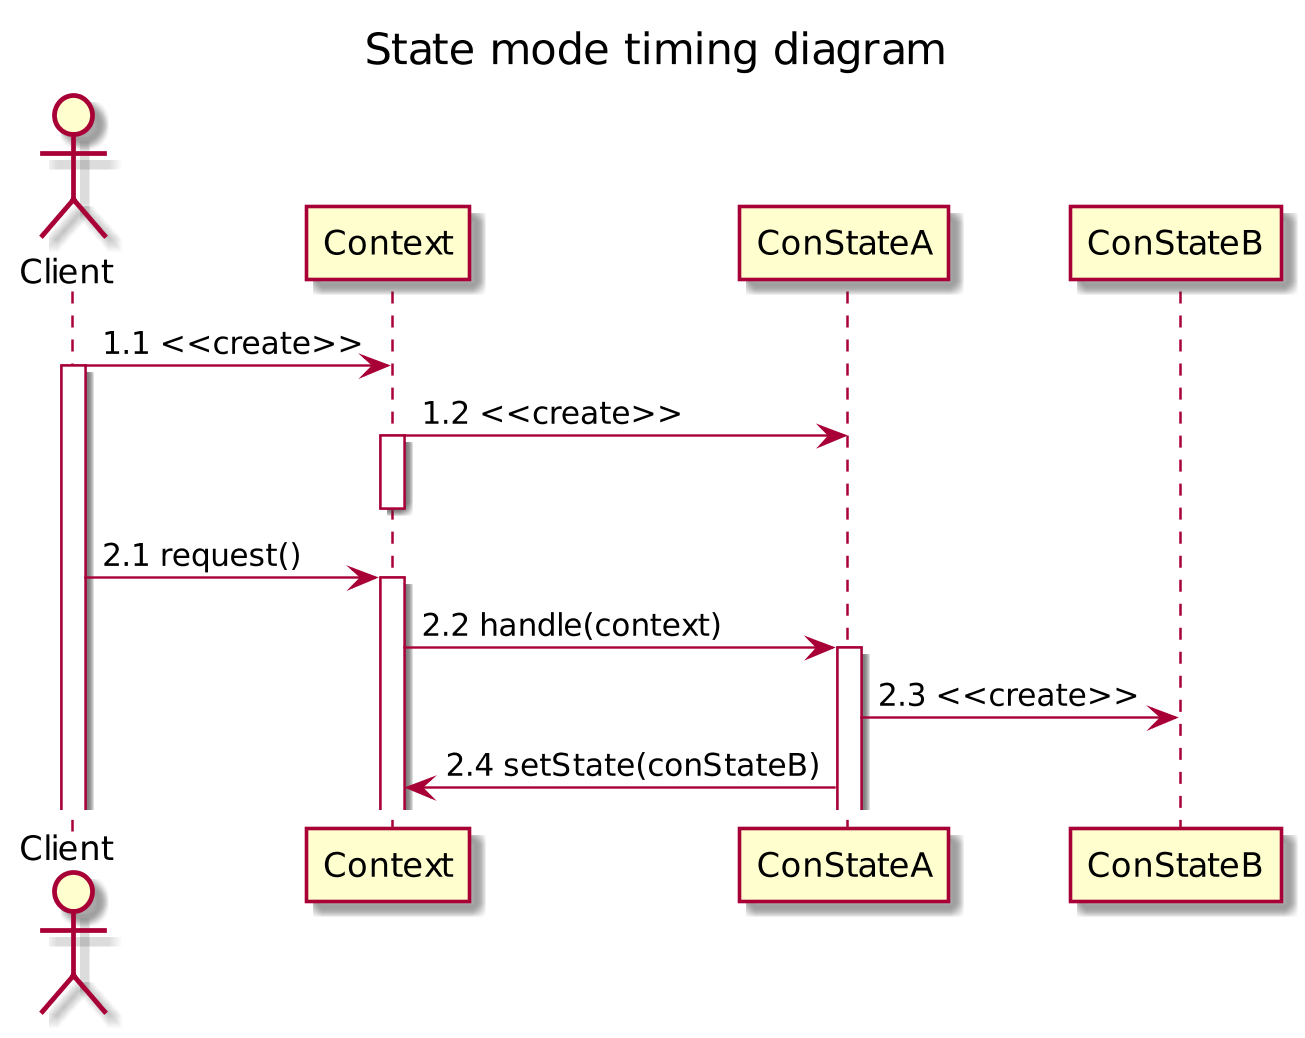 State mode timing diagram
Client
Context
ConStateA
ConStateB
1.1 <<create>>
1.2 <<create>>
2.1 request()
2.2 handle(context)
2.3 <<create>>
2.4 setState(conStateB)
Client
Context
ConStateA
ConStateB